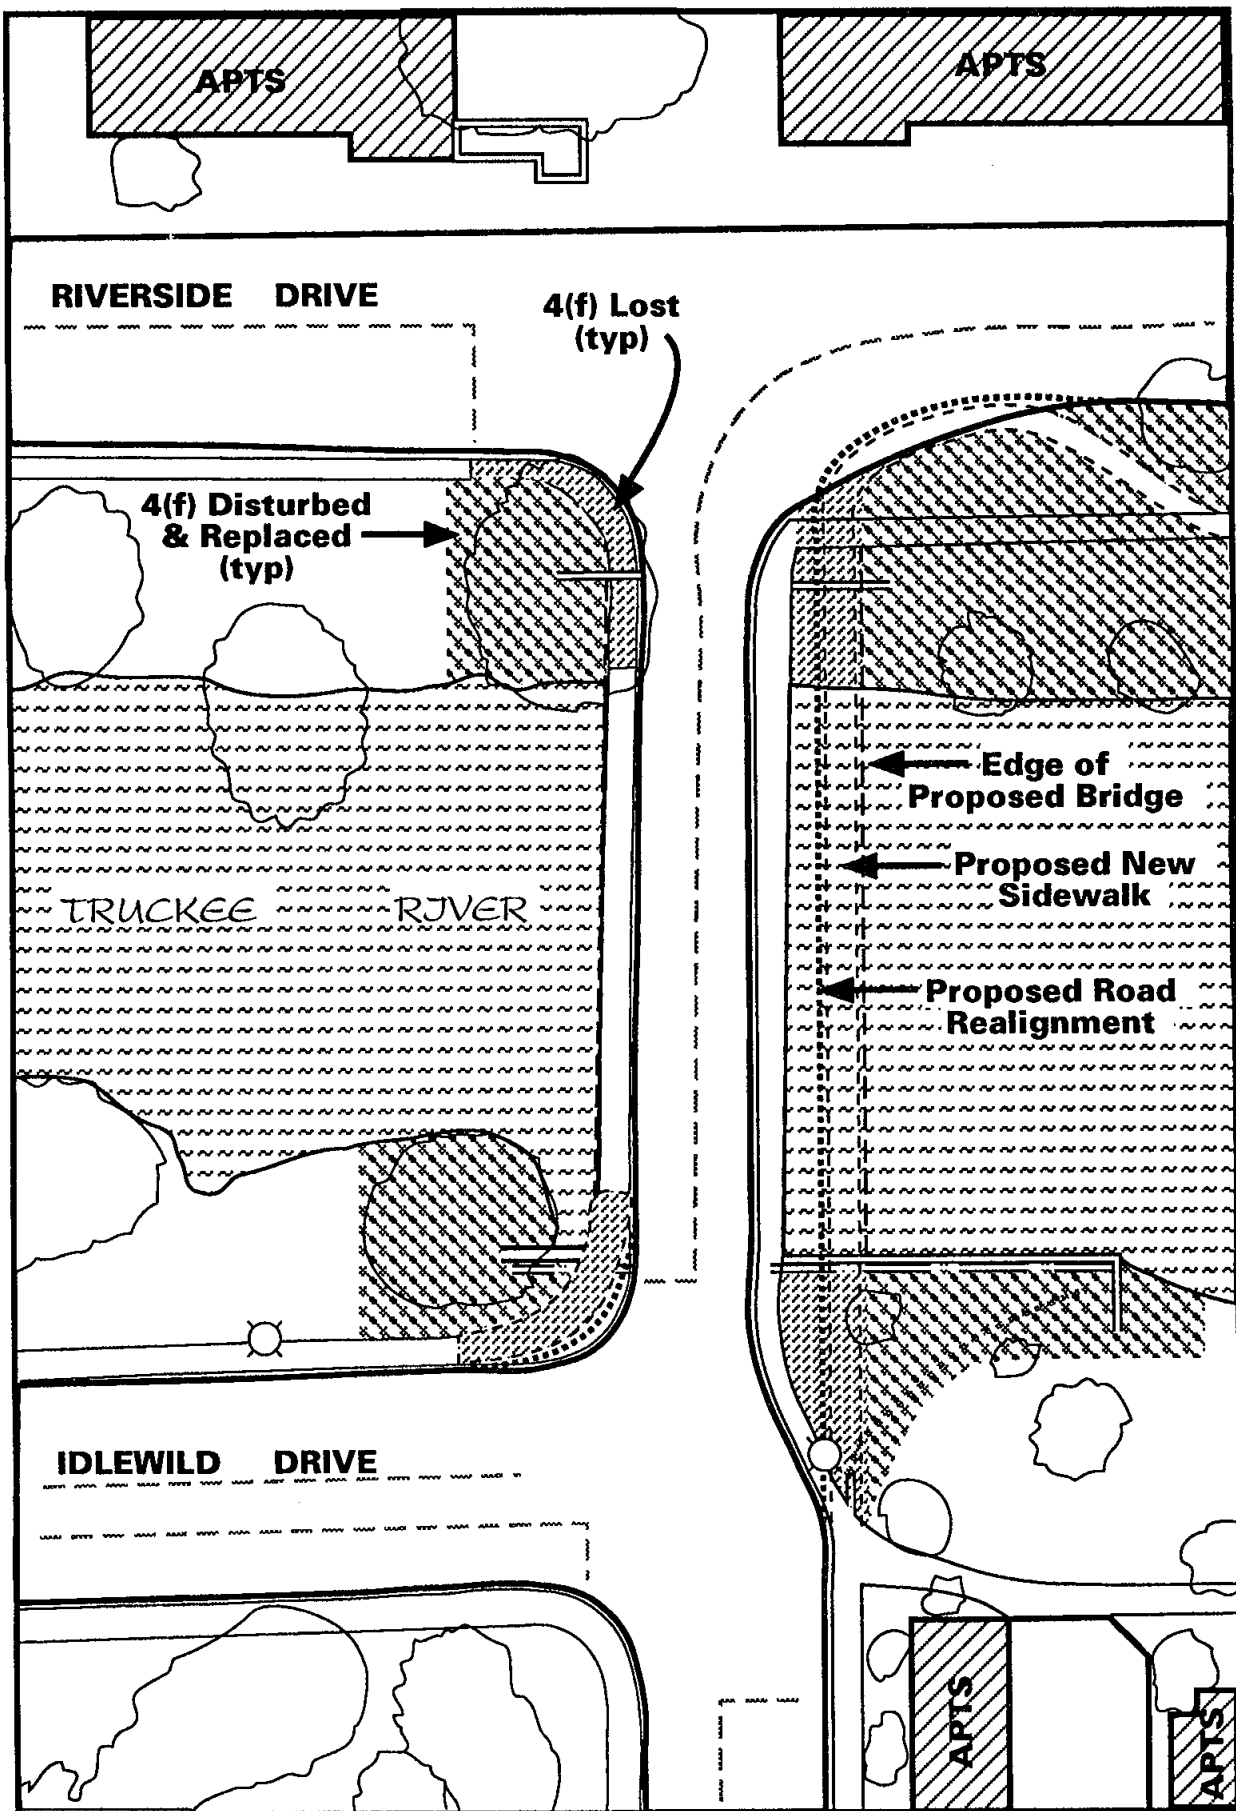 APTS
APTS
RIVERSIDE DRIVE
4(f) Lost
(typ)
4(f) Disturbed
& Replaced
(typ)
Edge of
Proposed Bridge
Proposed New
Sidewalk
TRUCKEE RIVER
Proposed Road
Realignment
IDLEWILD DRIVE
APTS
APTS